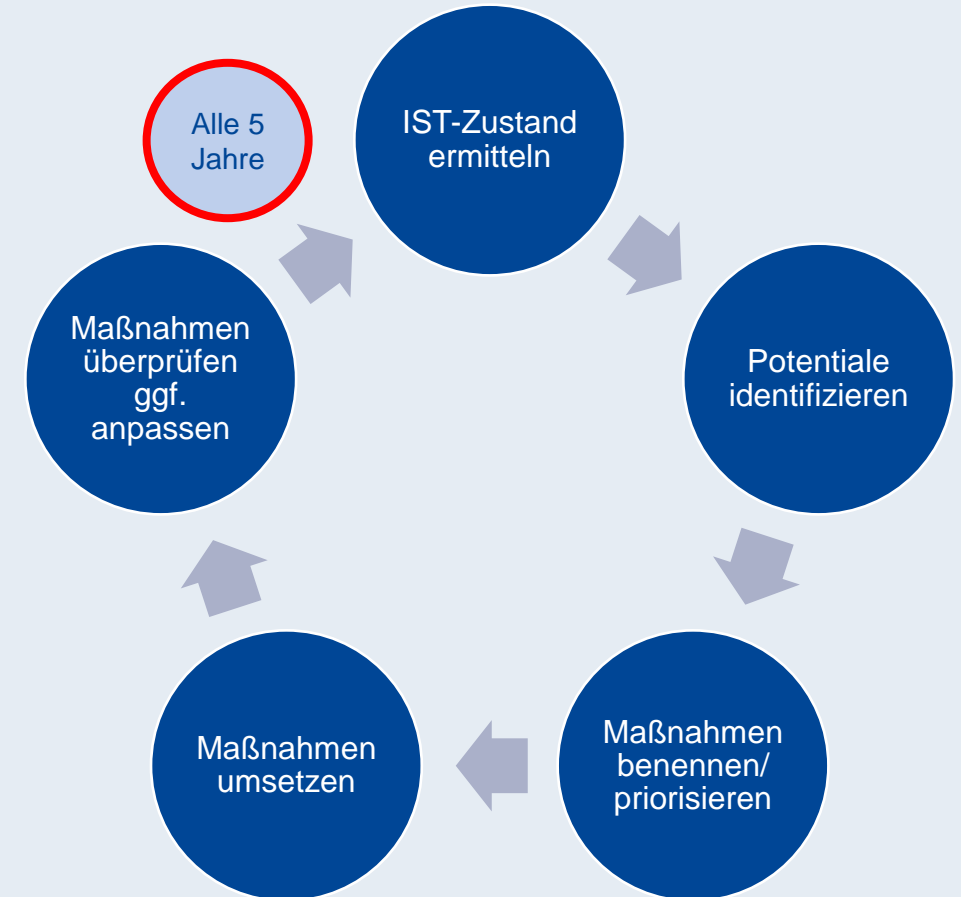 Alle 5
Jahre
IST-Zustand
ermitteln
Potentiale
identifizieren
Maßnahmen
benennen/
priorisieren
Maßnahmen
umsetzen
Maßnahmen
überprüfen
ggf.
anpassen